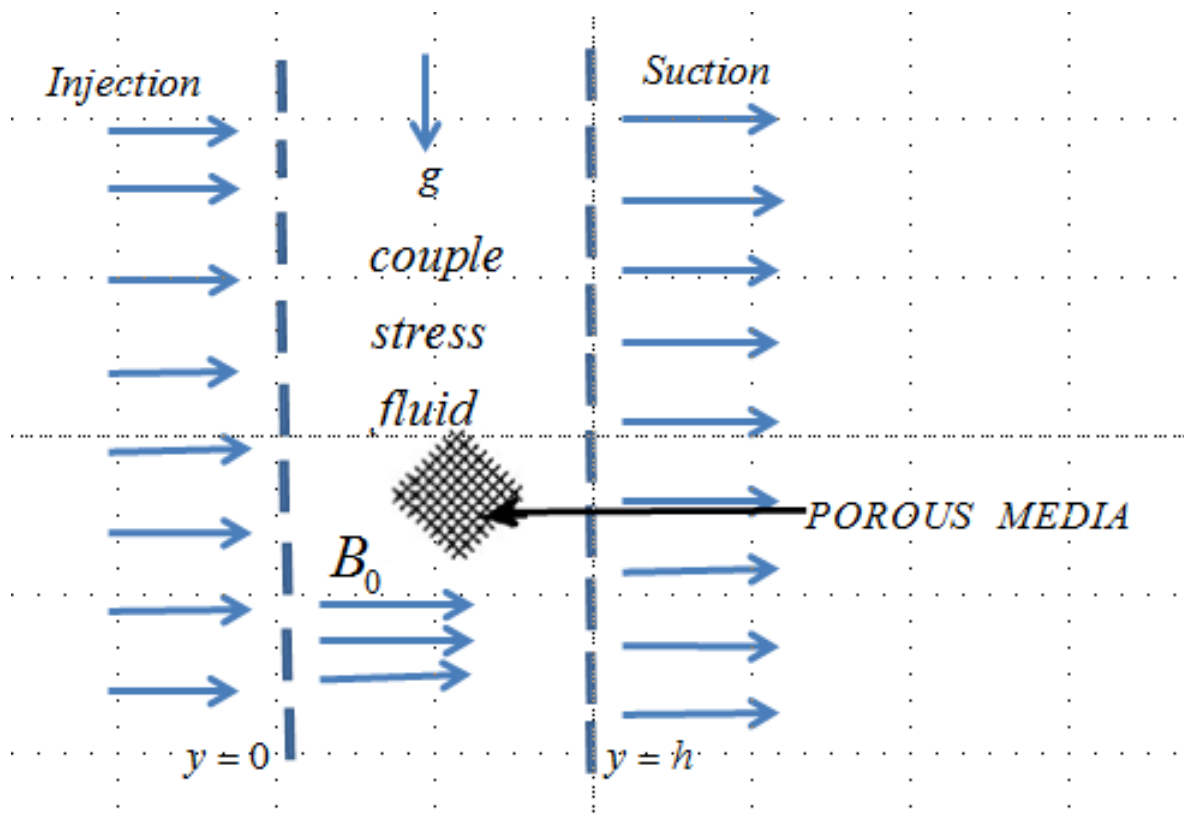 Injection
Suction
g
couple
stress
fluid
POROUS MEDIA
B₀
y = 0
y = h